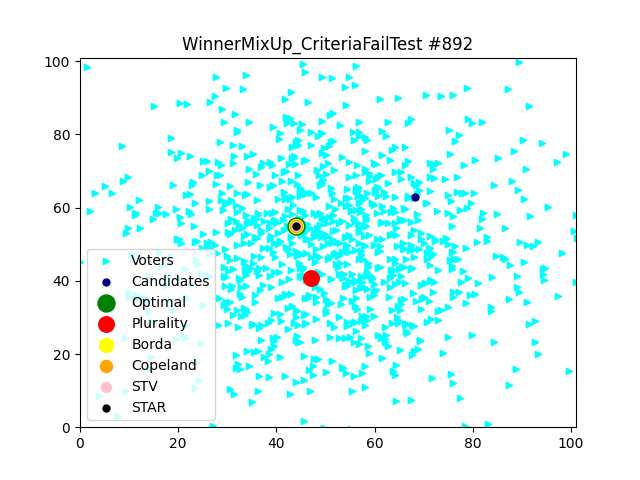 WinnerMixUp_CriteriaFailTest #892
100
80
60
40
20
0
0 20 40 60 80 100
Voters
Candidates
Optimal
Plurality
Borda
Copeland
STV
STAR